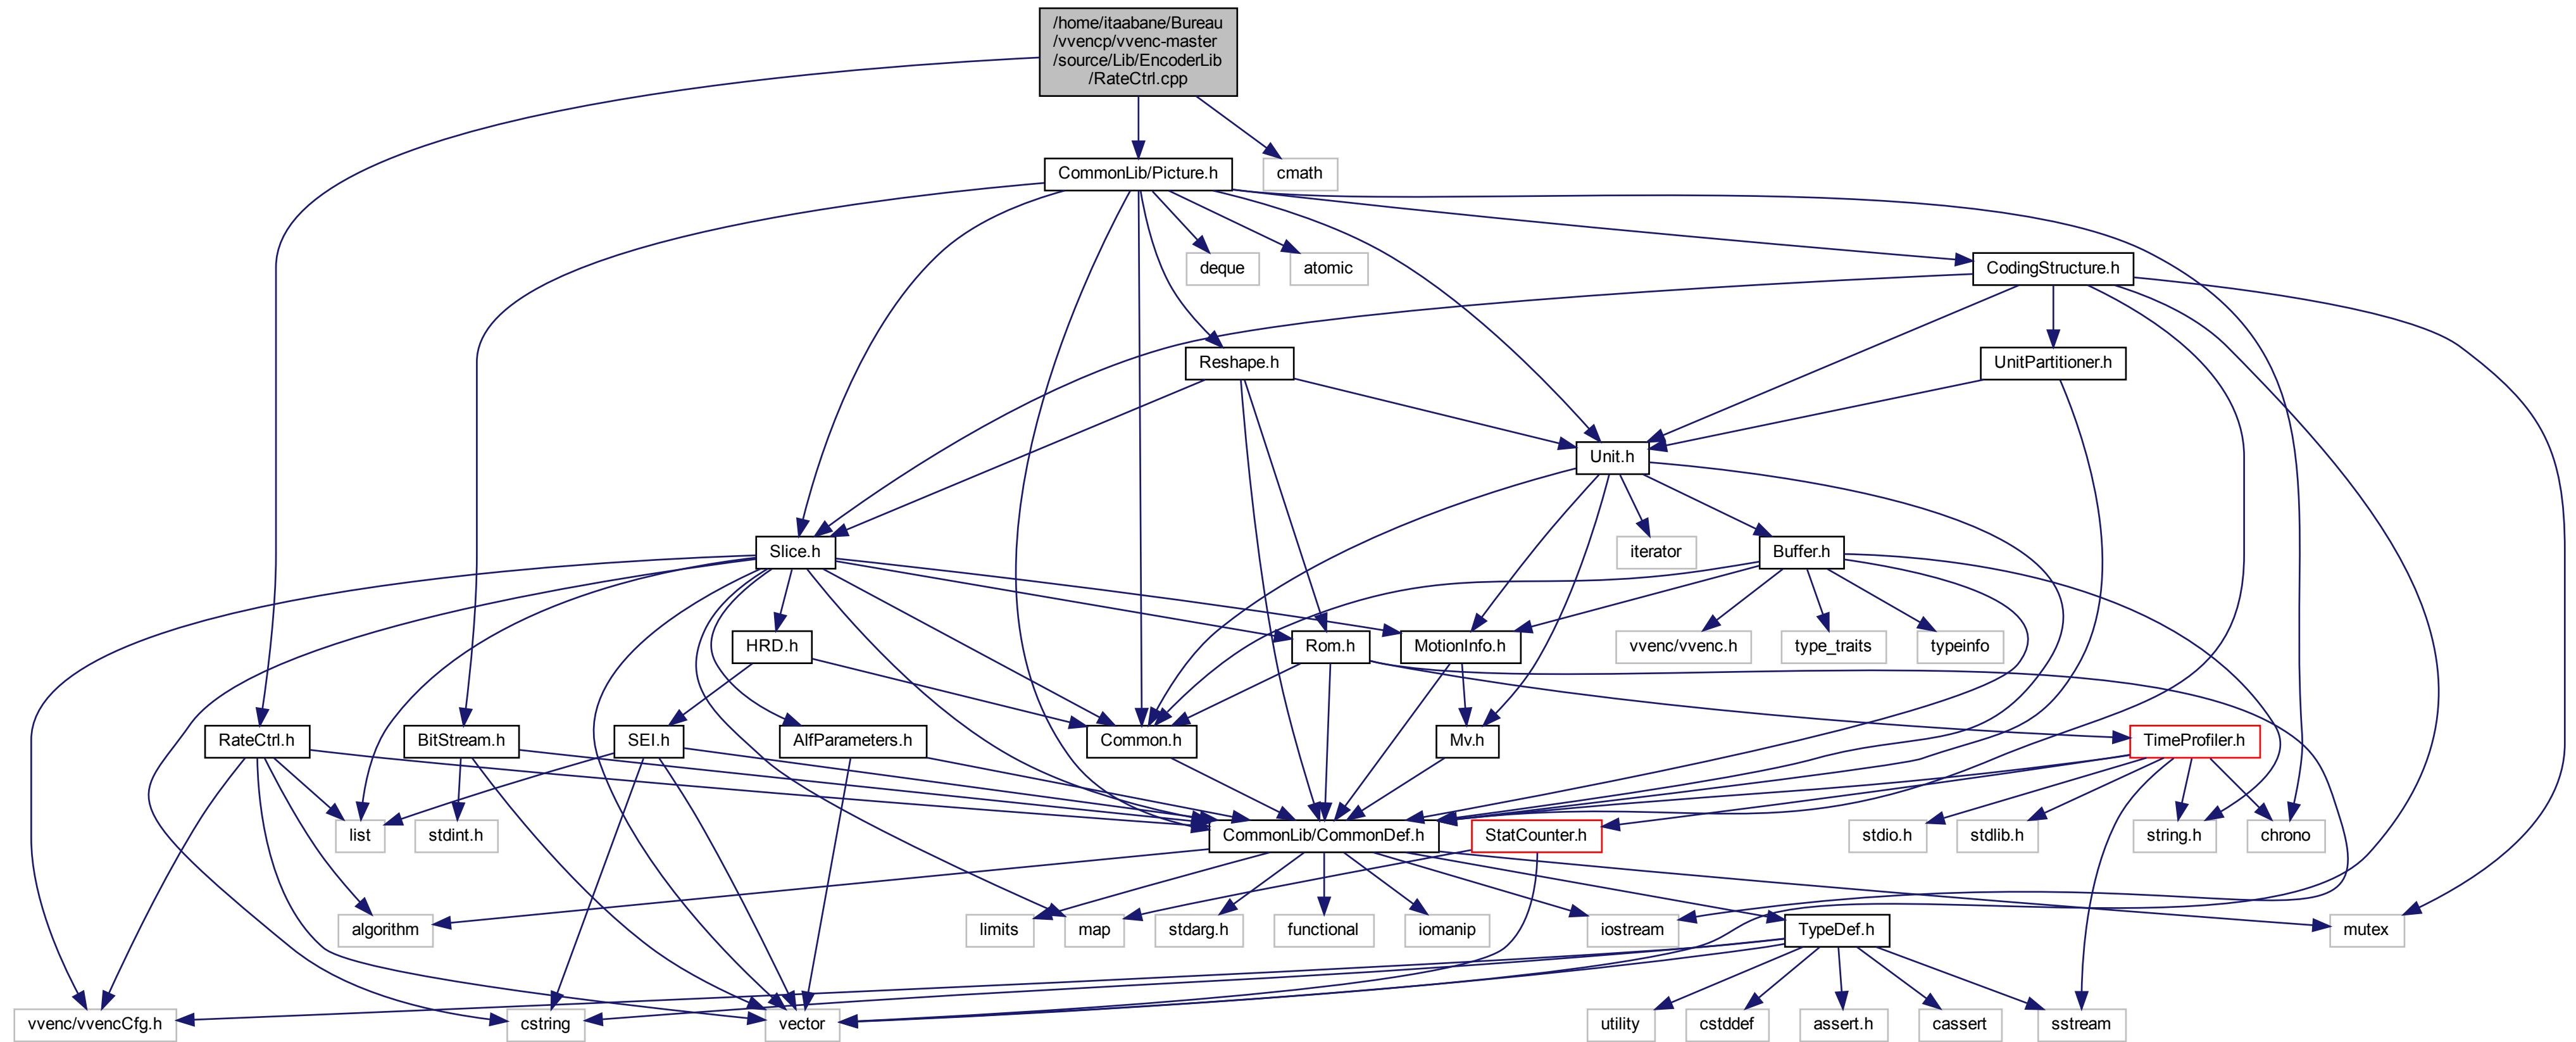 /home/itaabane/Bureau
/vvencp/vvenc-master
/source/Lib/EncoderLib
/RateCtrl.cpp
CommonLib/Picture.h
cmath
deque
atomic
CodingStructure.h
Reshape.h
UnitPartitioner.h
Unit.h
Slice.h
iterator
Buffer.h
HRD.h
Rom.h
MotionInfo.h
vvenc/vvenc.h
type_traits
typeinfo
RateCtrl.h
BitStream.h
SEI.h
AlfParameters.h
Common.h
Mv.h
TimeProfiler.h
list
stdint.h
CommonLib/CommonDef.h
StatCounter.h
stdio.h
stdlib.h
string.h
chrono
algorithm
limits
map
stdarg.h
functional
iomanip
iostream
TypeDef.h
mutex
vvenc/vvencCfg.h
cstring
vector
utility
cstddef
assert.h
cassert
sstream